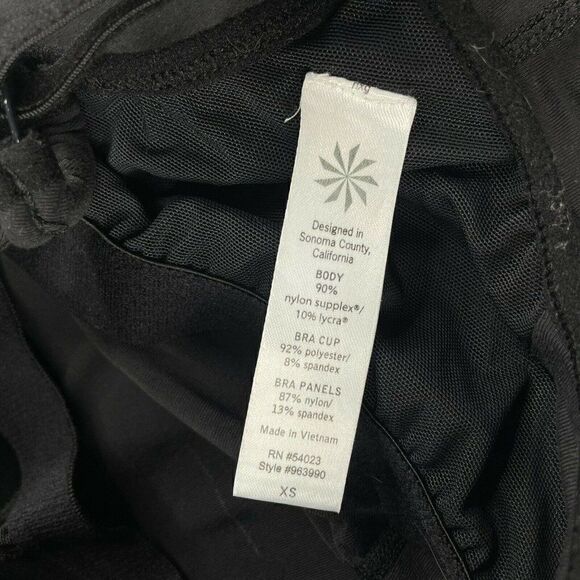 Designed in
Sonoma County,
California
BODY
90%
nylon supplex®/
10% lycra®
BRA CUP
92% polyester/
8% spandex
BRA PANELS
87% nylon/
13% spandex
Made in Vietnam
RN #54023
Style #963990
XS